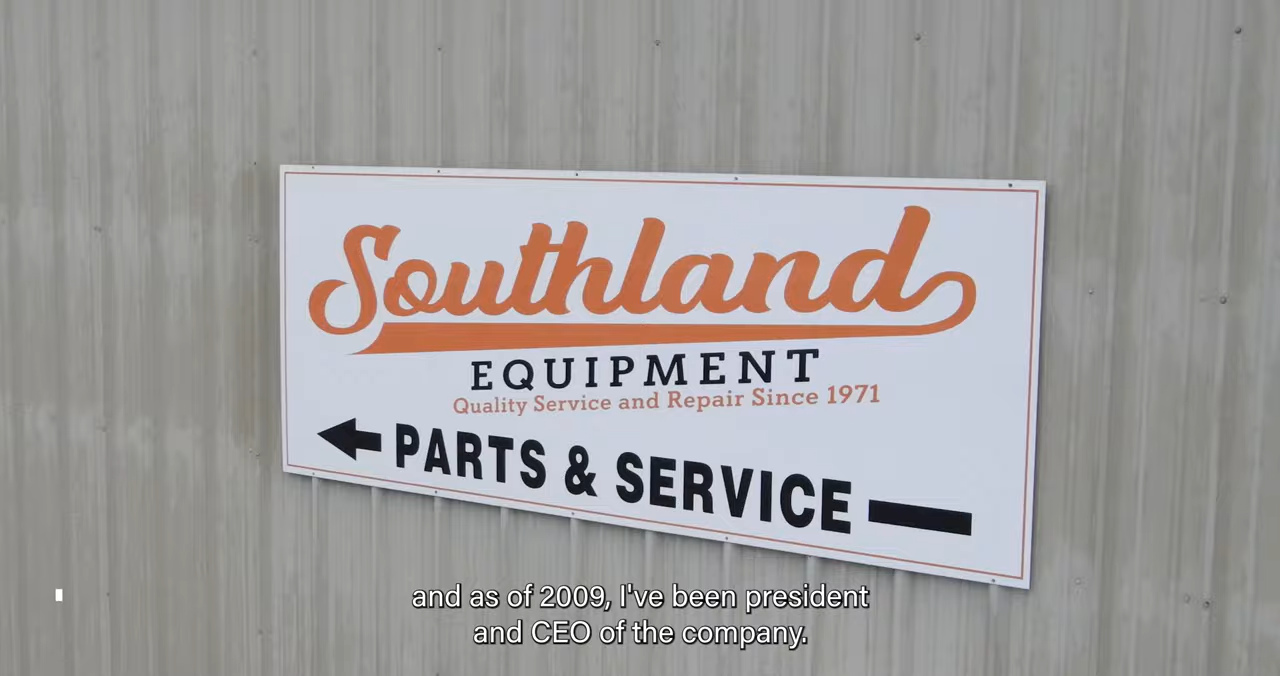 Southland
EQUIPMENT
Quality Service and Repair Since 1971
PARTS & SERVICE
and as of 2009, I've been president
and CEO of the company.